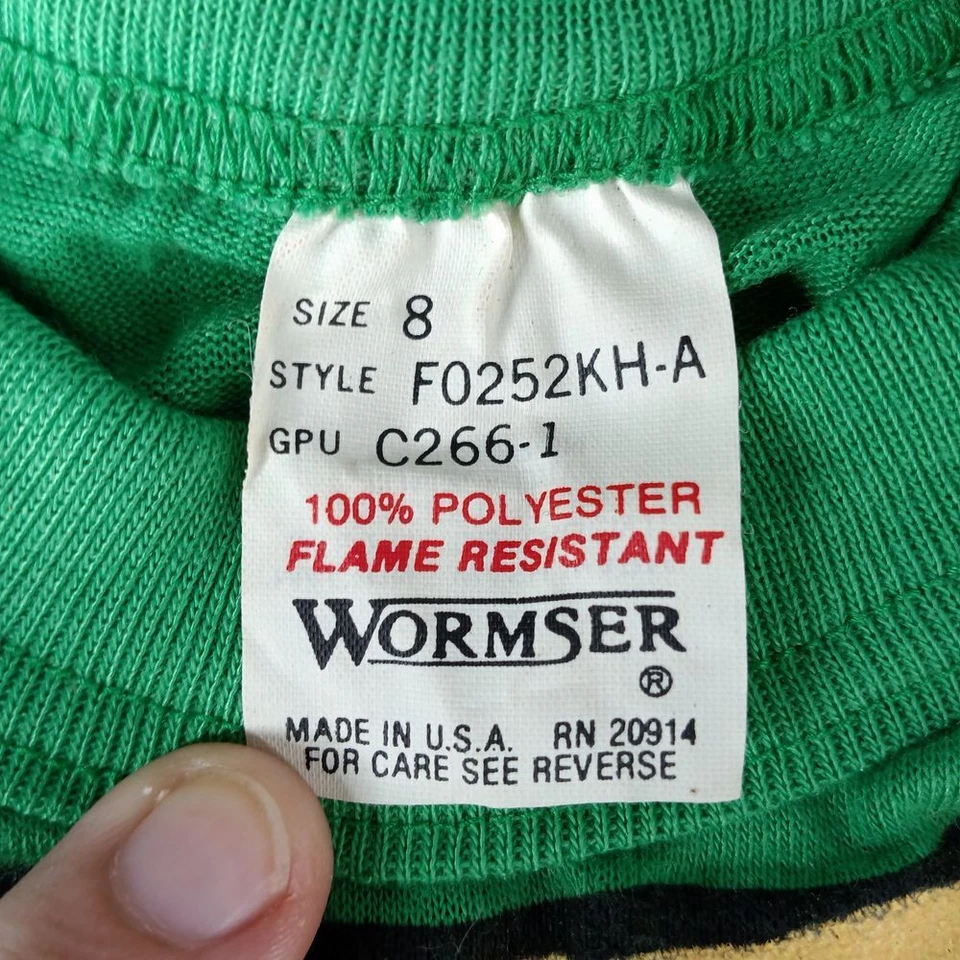 SIZE 8
STYLE F0252KH-A
GPU C266-1
100% POLYESTER
FLAME RESISTANT
WORMSER
®
MADE IN U.S.A. RN 20914
FOR CARE SEE REVERSE